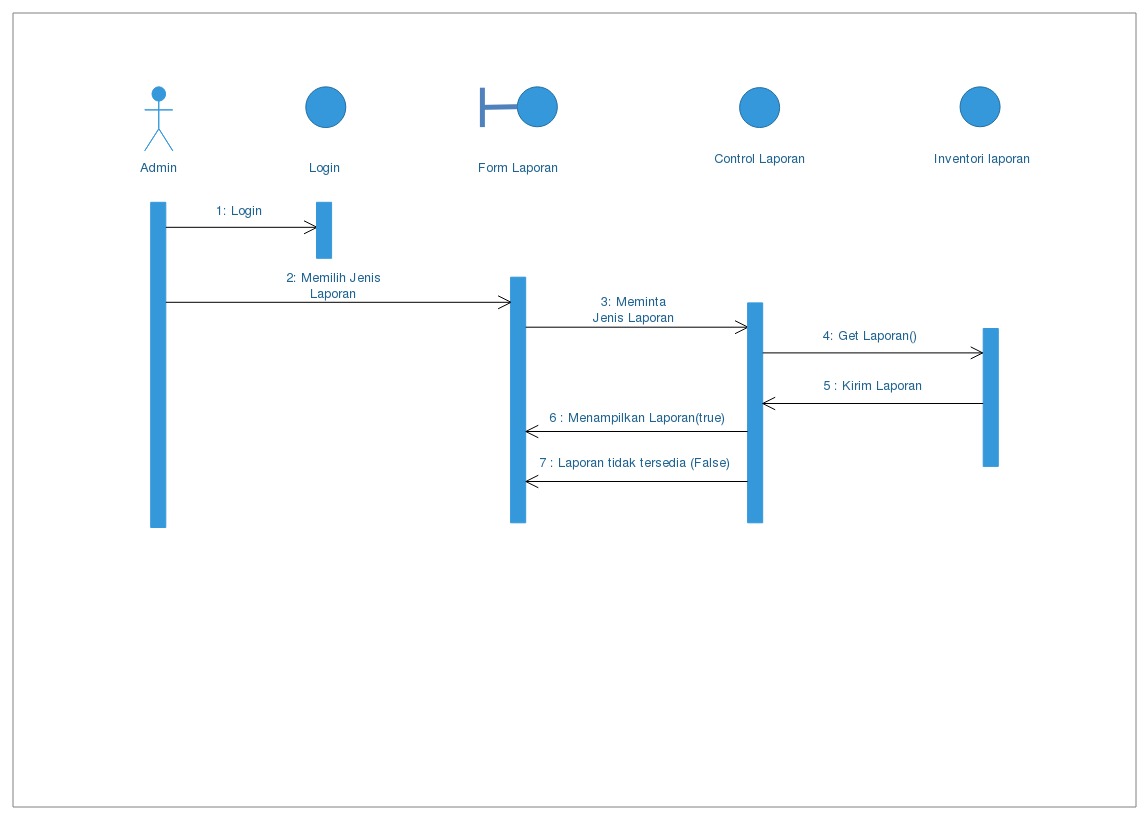 Admin
Login
Form Laporan
Control Laporan
Inventori laporan
1: Login
2: Memilih Jenis
Laporan
3: Meminta
Jenis Laporan
4: Get Laporan()
5 : Kirim Laporan
6 : Menampilkan Laporan(true)
7 : Laporan tidak tersedia (False)